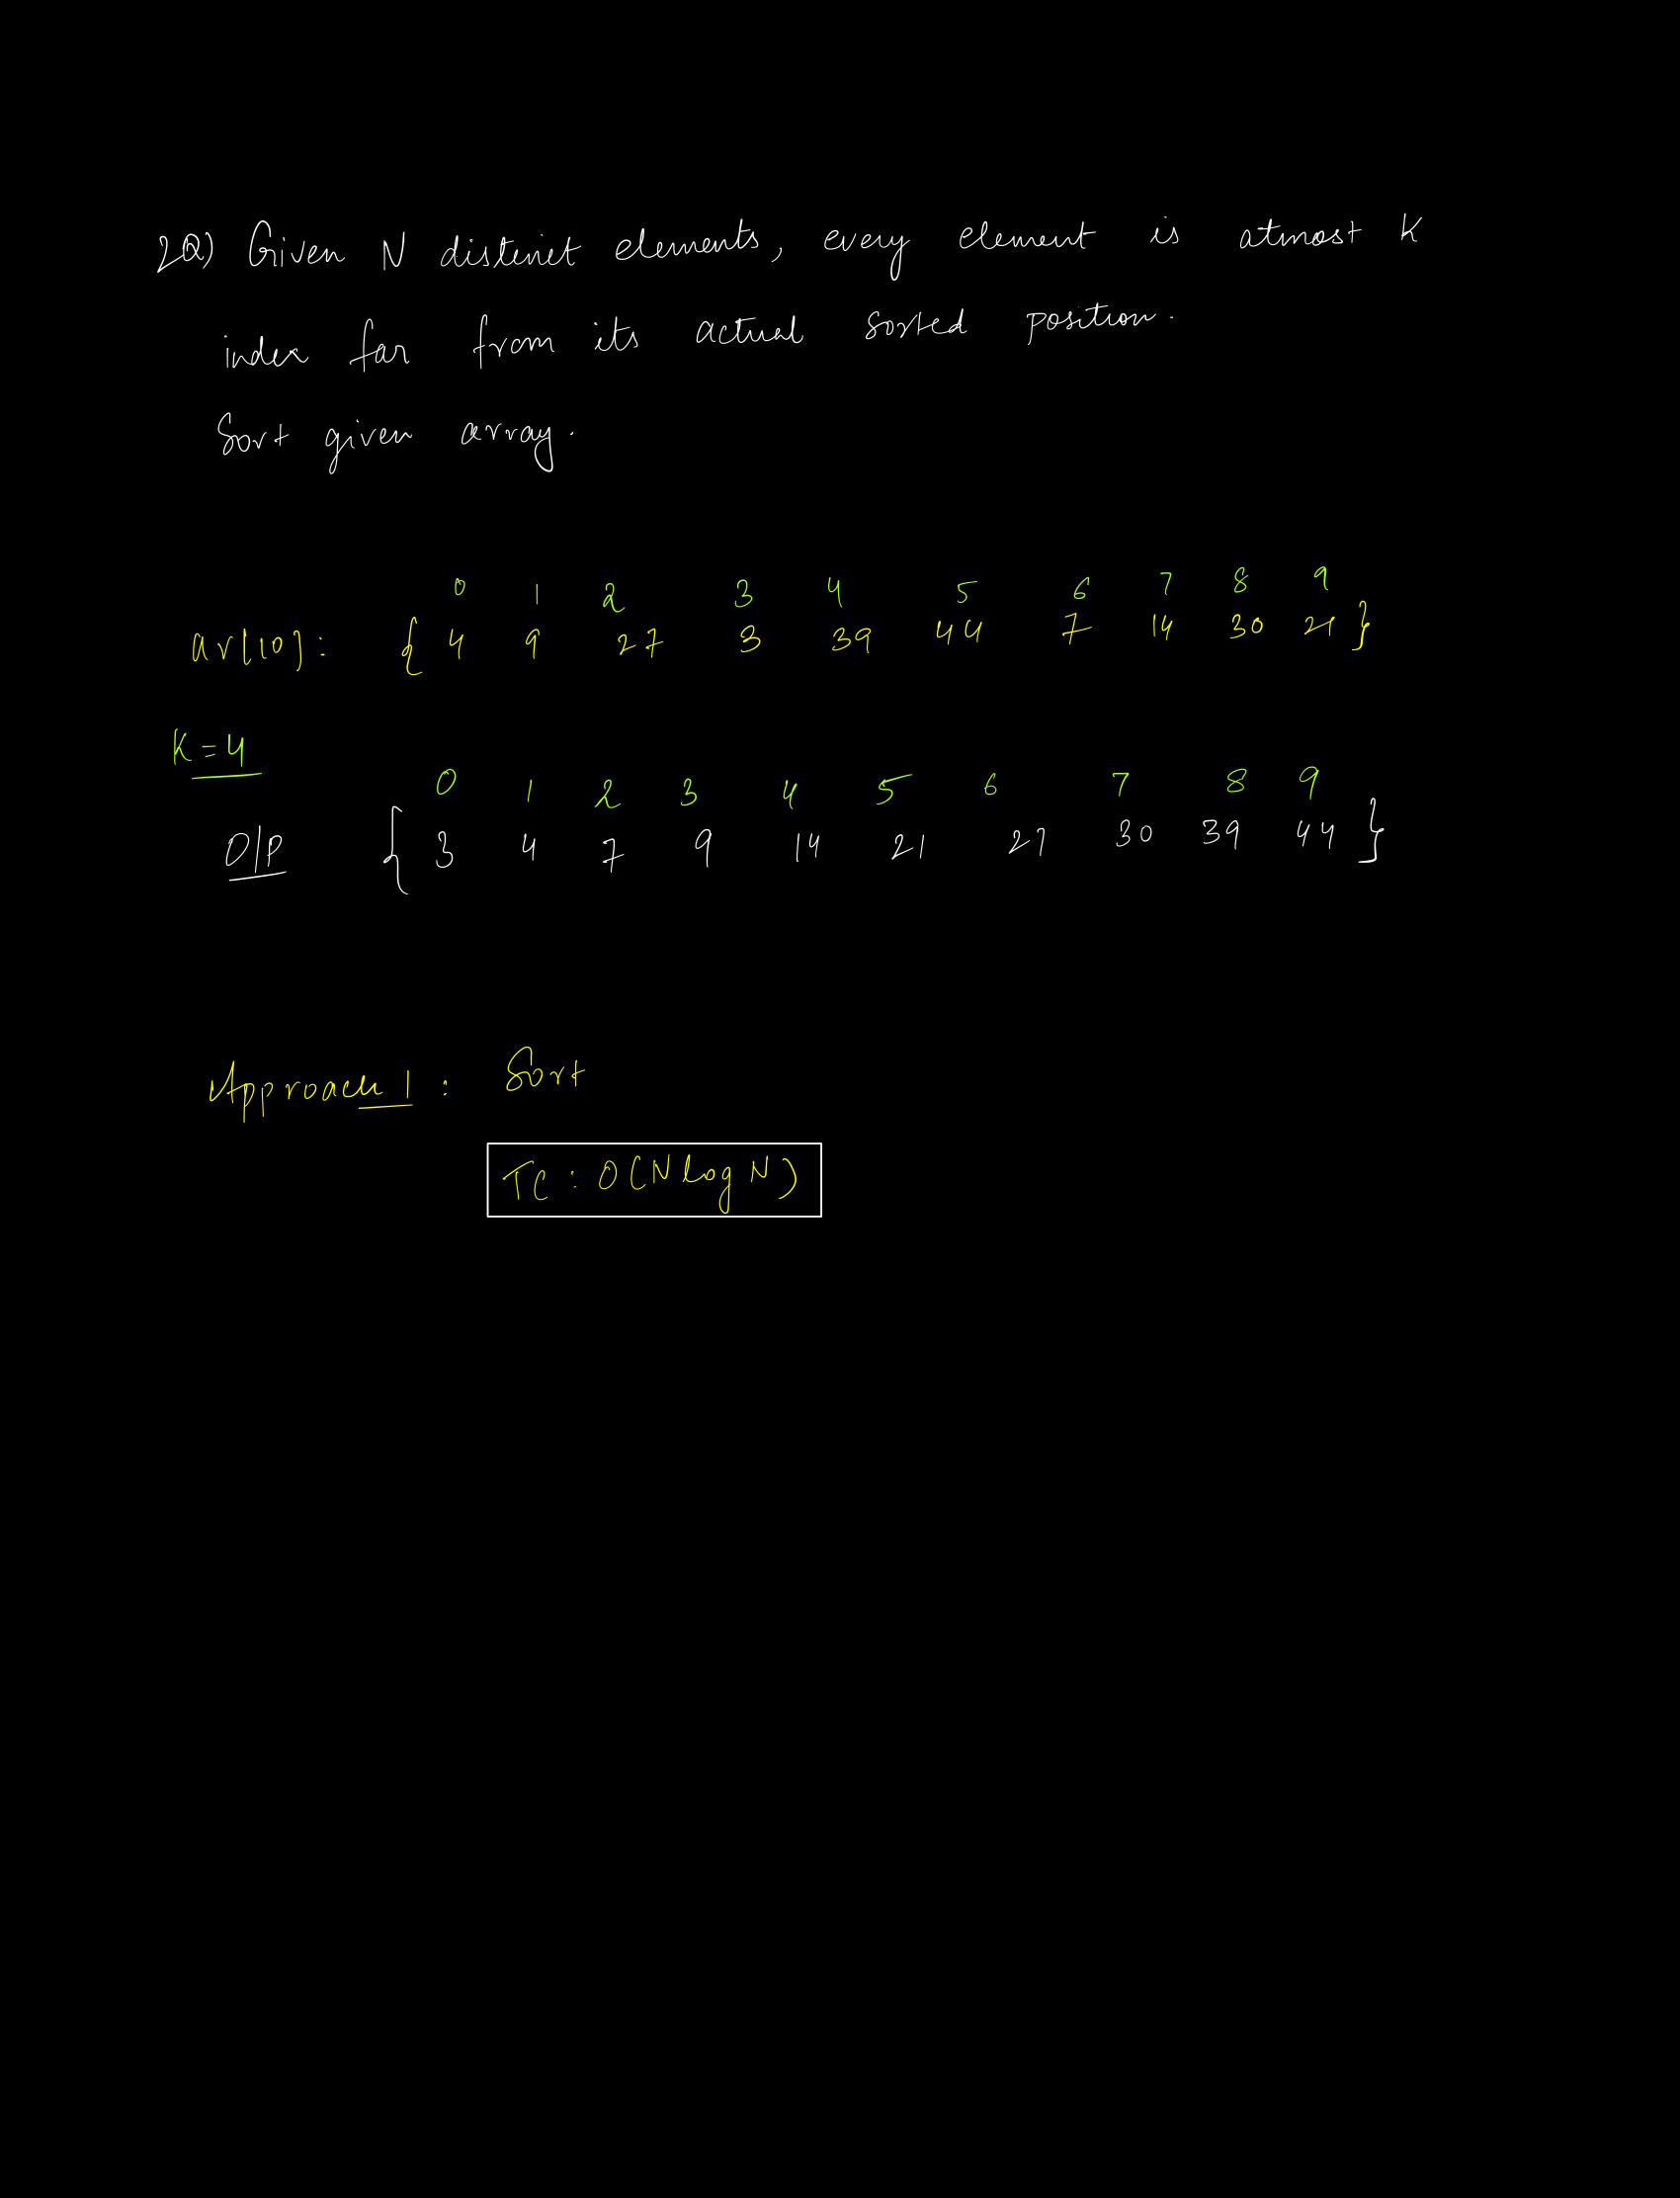 2Q) Given N distinct elements, every element is atmost K
index far from its actual sorted position.
Sort given array.
0 1 2 3 4 5 6 7 8 9
ar[10]: { 4 9 27 3 39 44 7 14 30 21 }
K=4
0 1 2 3 4 5 6 7 8 9
O/P { 3 4 7 9 14 21 27 30 39 44 }
Approach 1 : Sort
TC : O(N log N)